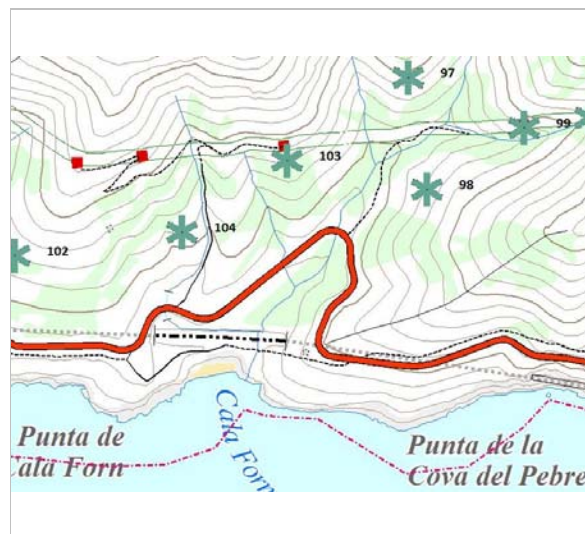 97
99
103
98
104
102
Cala Forn
Punta de
Cala Forn
Punta de la
Cova del Pebre